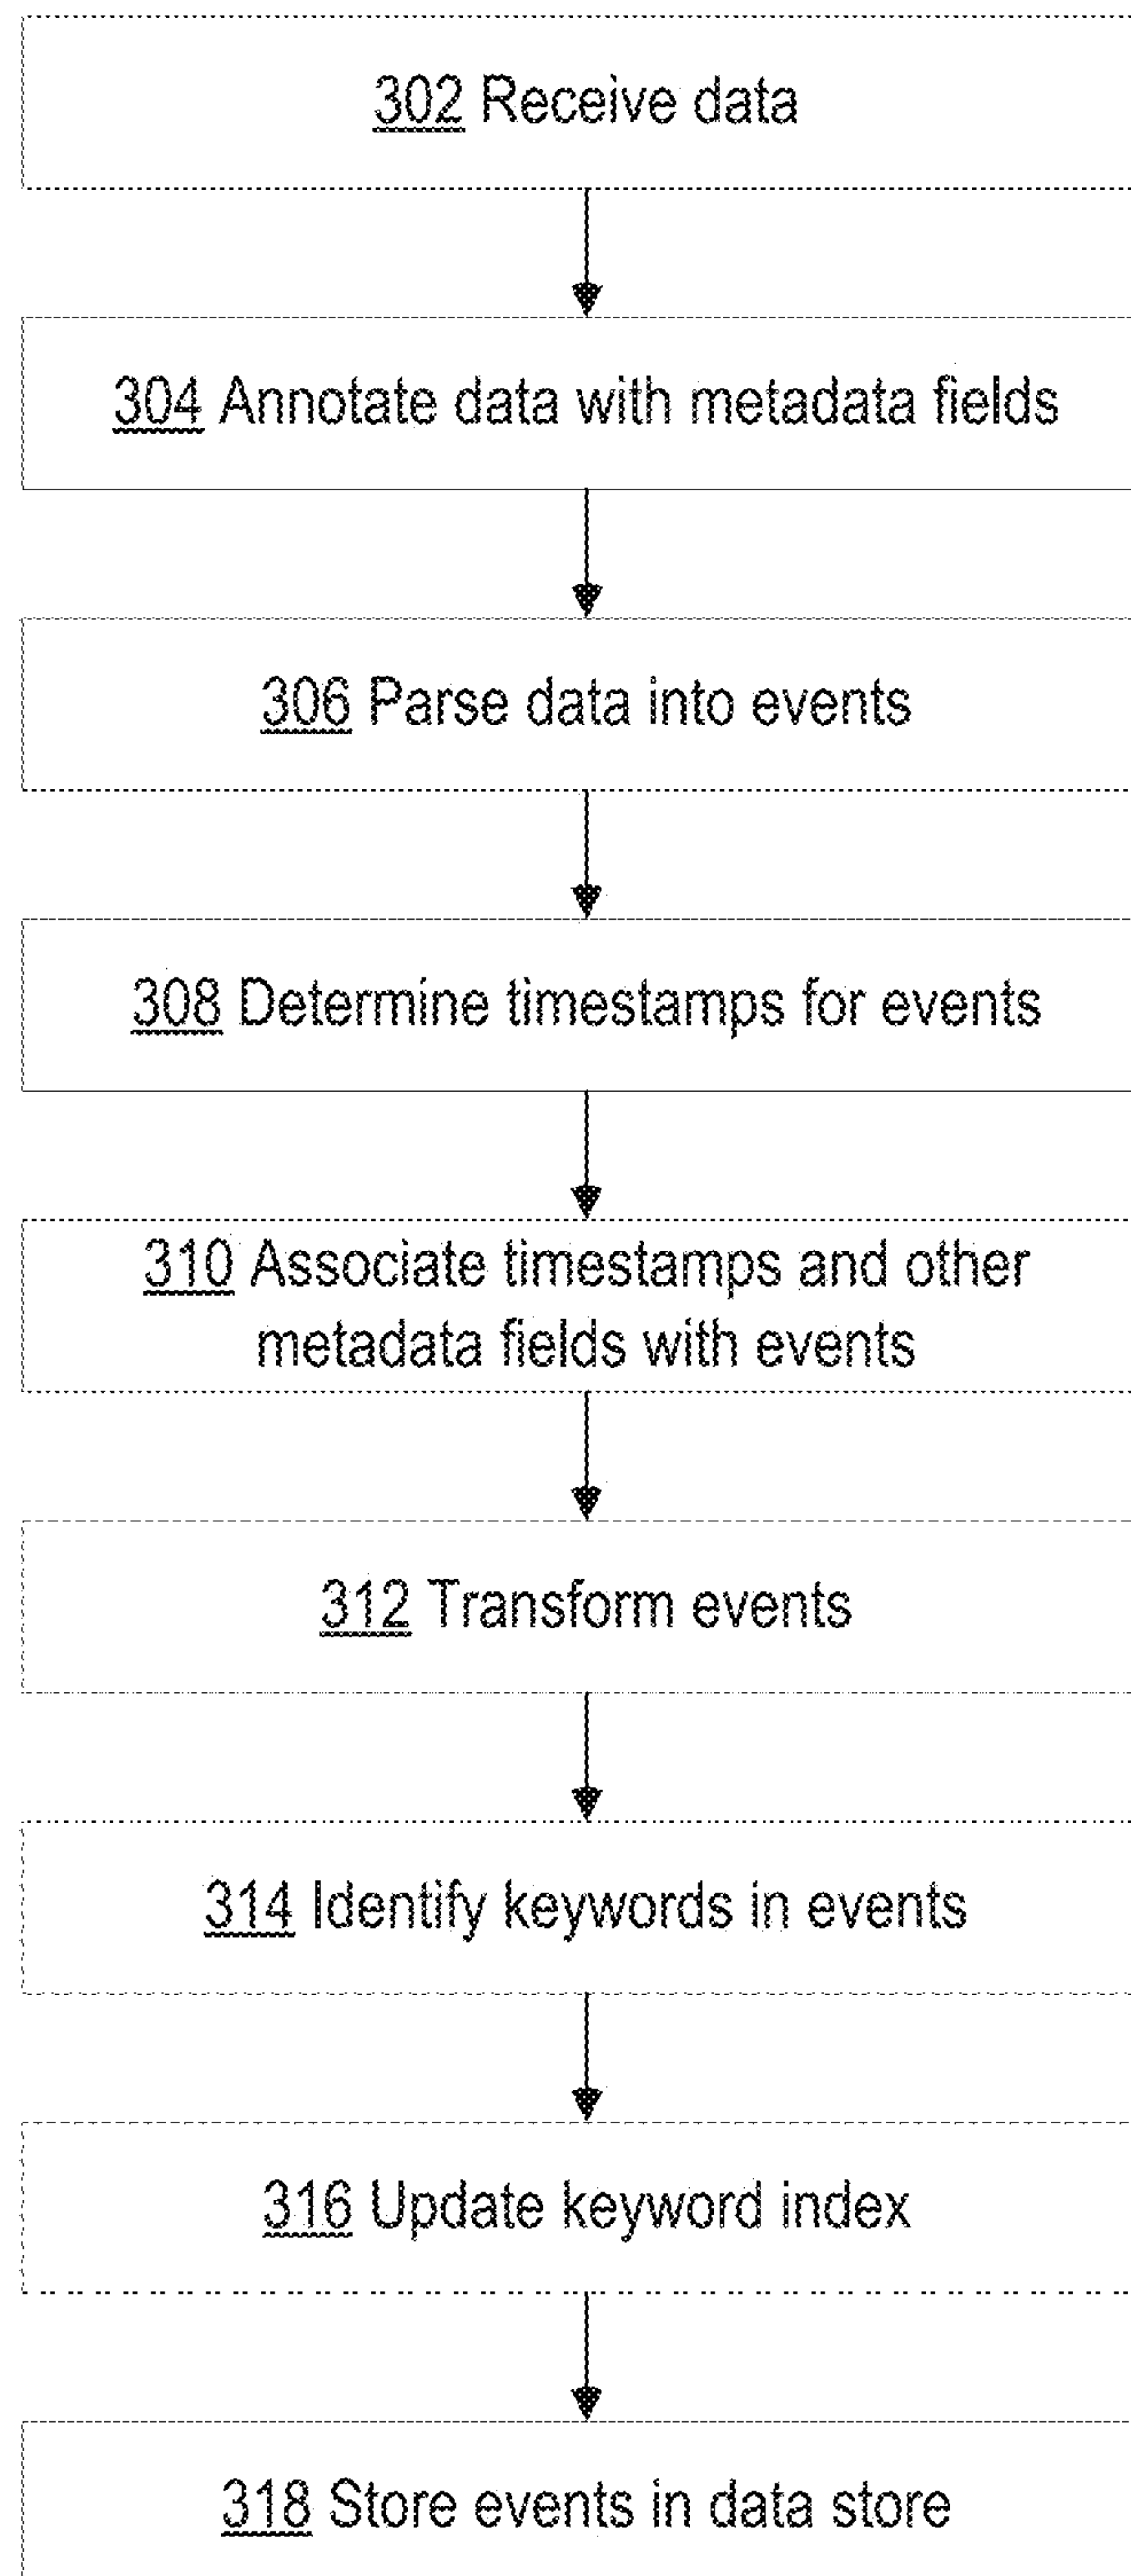 302 Receive data
304 Annotate data with metadata fields
306 Parse data into events
308 Determine timestamps for events
310 Associate timestamps and other
metadata fields with events
312 Transform events
314 Identify keywords in events
316 Update keyword index
318 Store events in data store